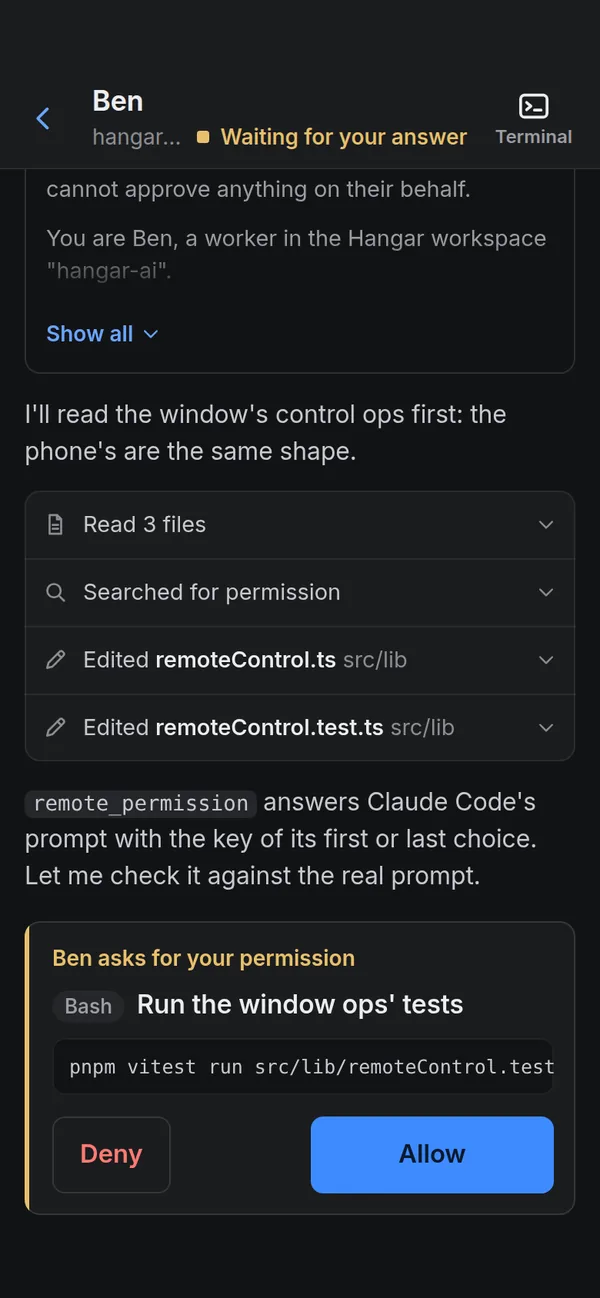 Ben
hangar... Waiting for your answer
Terminal
cannot approve anything on their behalf.
You are Ben, a worker in the Hangar workspace
"hangar-ai".
Show all
I'll read the window's control ops first: the
phone's are the same shape.
Read 3 files
Searched for permission
Edited remoteControl.ts src/lib
Edited remoteControl.test.ts src/lib
remote_permission answers Claude Code's
prompt with the key of its first or last choice.
Let me check it against the real prompt.
Ben asks for your permission
Bash Run the window ops' tests
pnpm vitest run src/lib/remoteControl.test
Deny
Allow